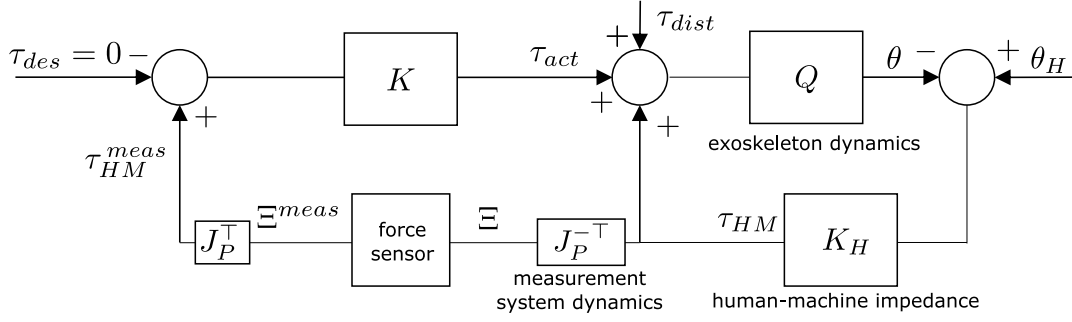 τ_dist
τ_des = 0 − K τ_act + Q θ − + θ_H
+ + +
exoskeleton dynamics
τ_HM^meas
Ξ^meas Ξ τ_HM
J_P^⊤ force sensor J_P^−⊤ K_H
measurement
system dynamics
human-machine impedance